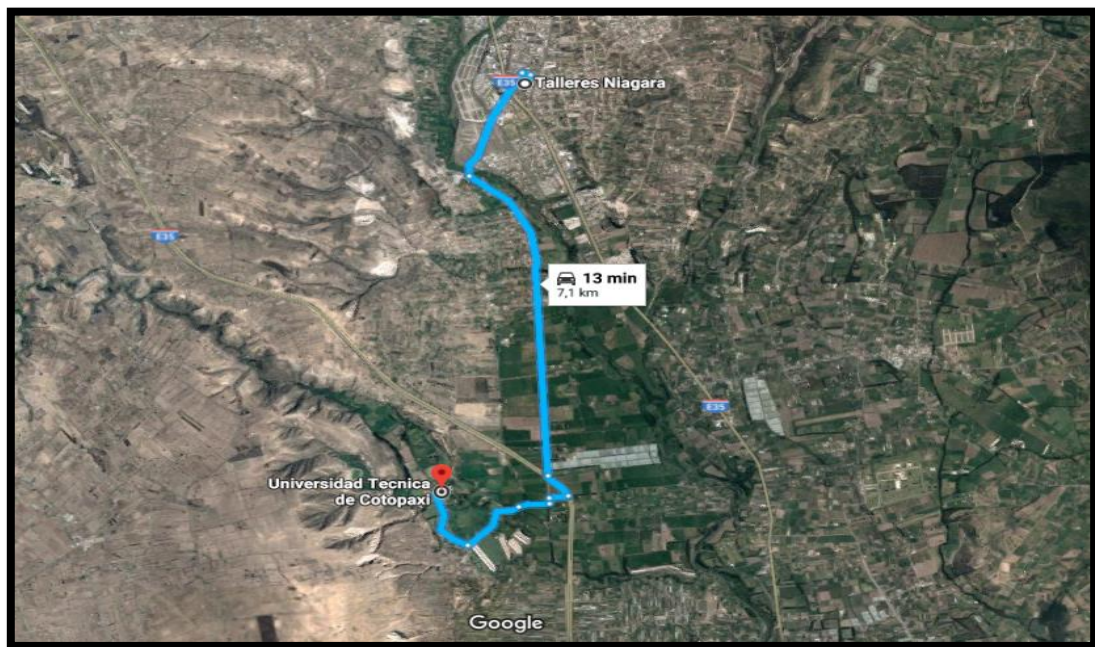 E35
Talleres Niagara
E35
13 min
7,1 km
E35
Universidad Tecnica
de Cotopaxi
Google